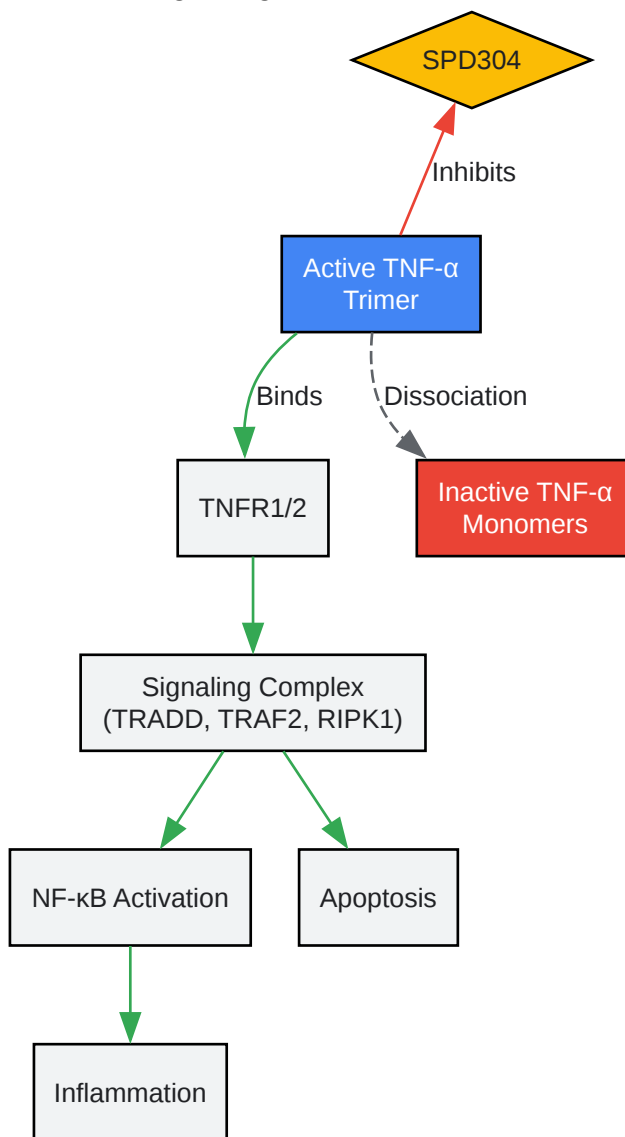 SPD304
Inhibits
Active TNF-α
Trimer
Binds
Dissociation
TNFR1/2
Inactive TNF-α
Monomers
Signaling Complex
(TRADD, TRAF2, RIPK1)
NF-κB Activation
Apoptosis
Inflammation